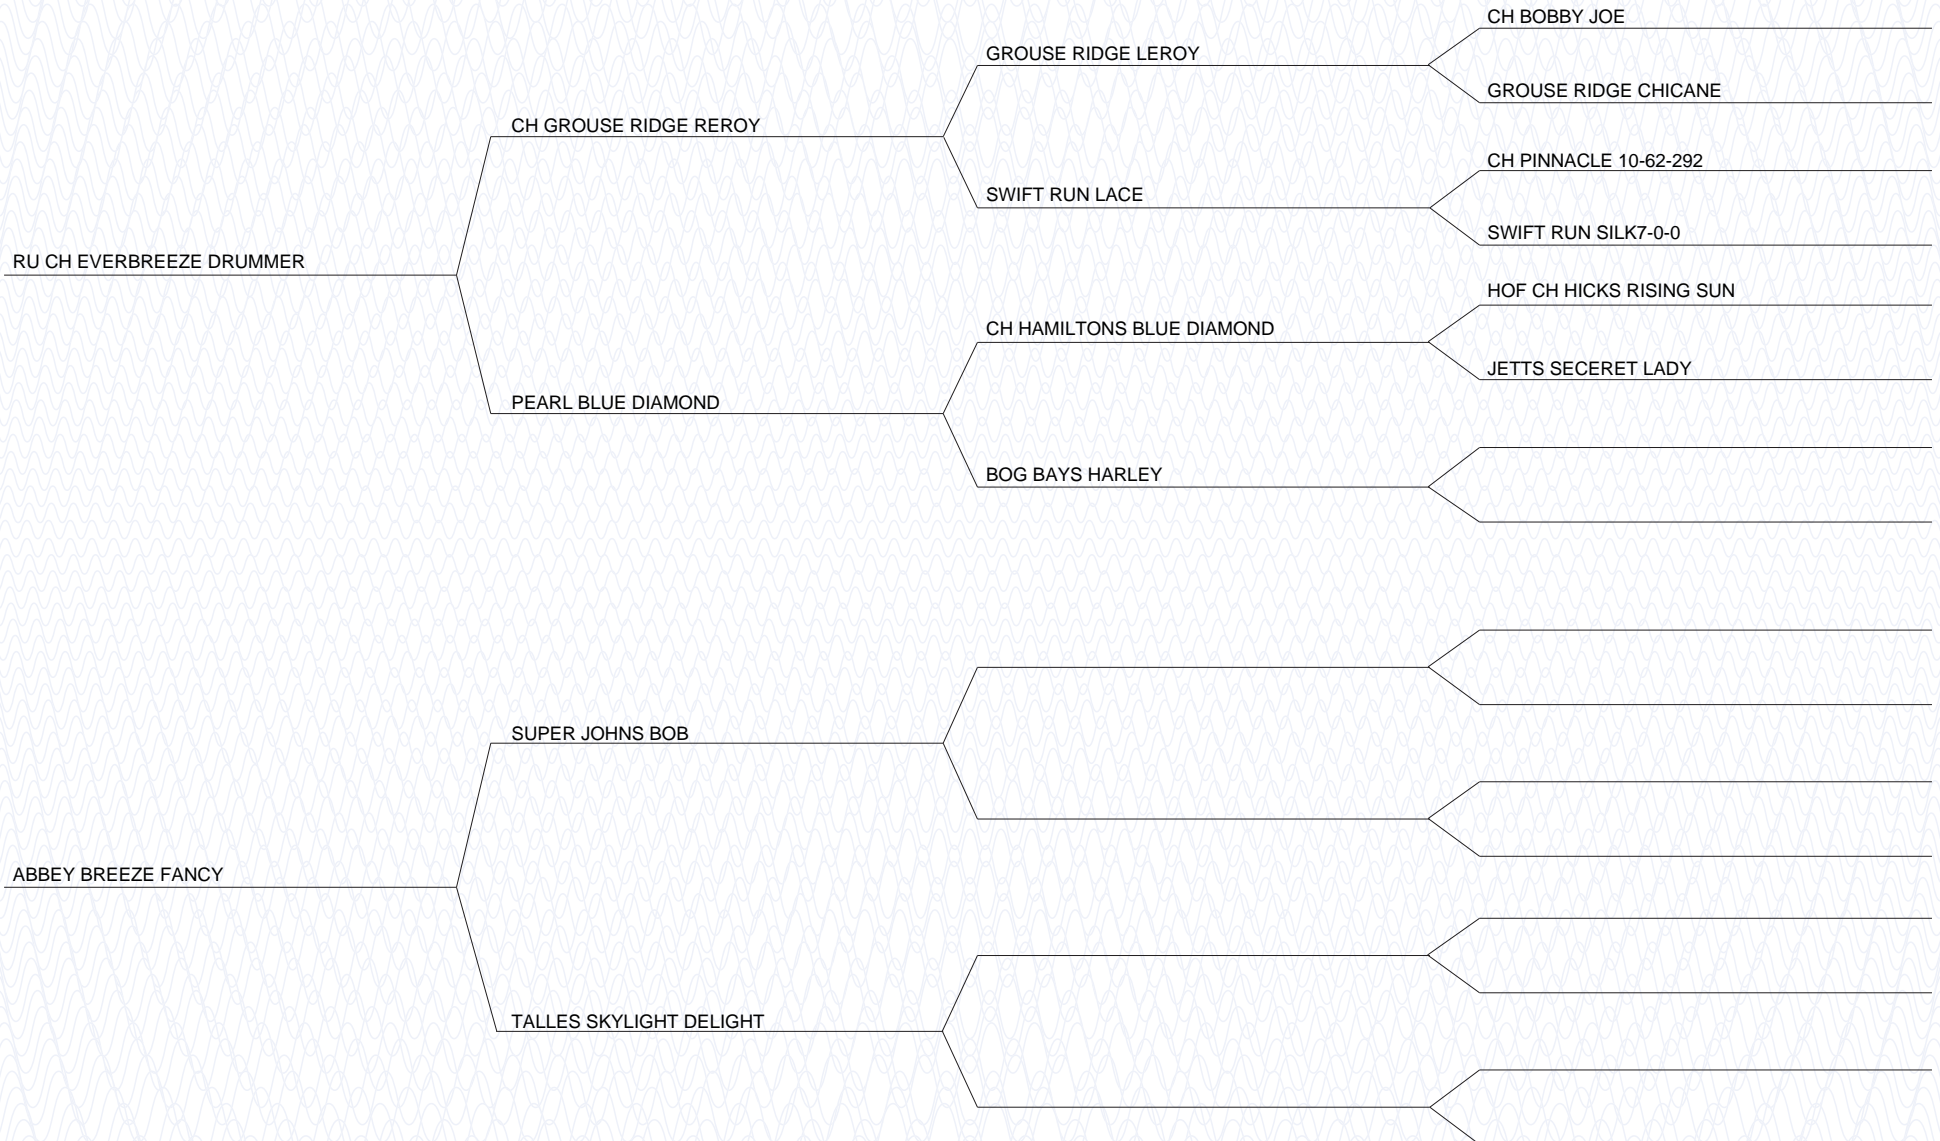 CH BOBBY JOE
GROUSE RIDGE LEROY
GROUSE RIDGE CHICANE
CH GROUSE RIDGE REROY
CH PINNACLE 10-62-292
SWIFT RUN LACE
SWIFT RUN SILK7-0-0
RU CH EVERBREEZE DRUMMER
HOF CH HICKS RISING SUN
CH HAMILTONS BLUE DIAMOND
JETTS SECERET LADY
PEARL BLUE DIAMOND
BOG BAYS HARLEY
SUPER JOHNS BOB
ABBEY BREEZE FANCY
TALLES SKYLIGHT DELIGHT